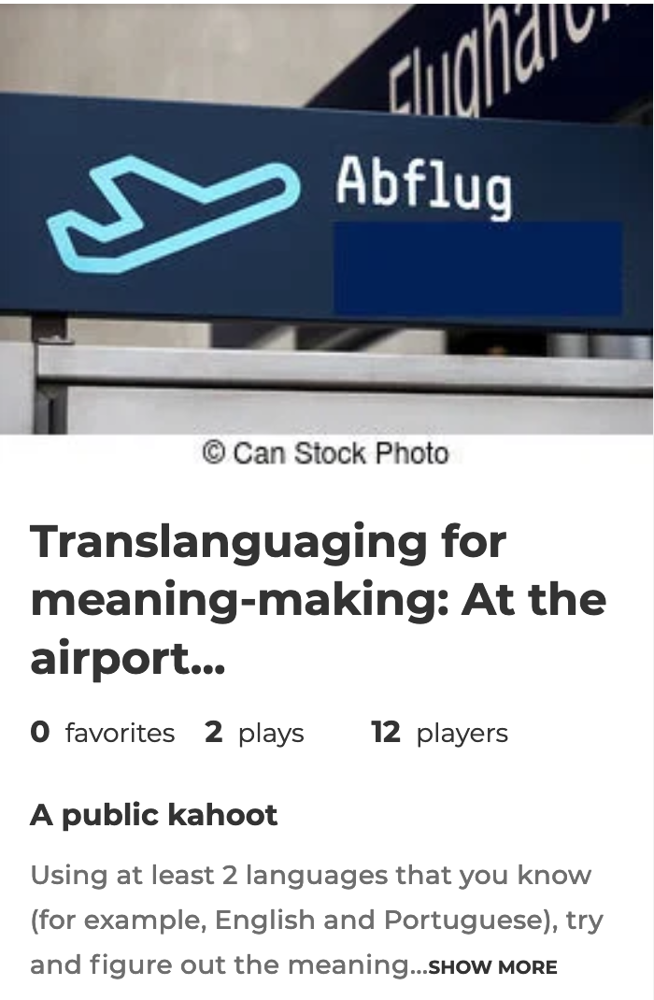 Abflug
© Can Stock Photo
Translanguaging for
meaning-making: At the
airport...
0 favorites 2 plays 12 players
A public kahoot
Using at least 2 languages that you know
(for example, English and Portuguese), try
and figure out the meaning...SHOW MORE